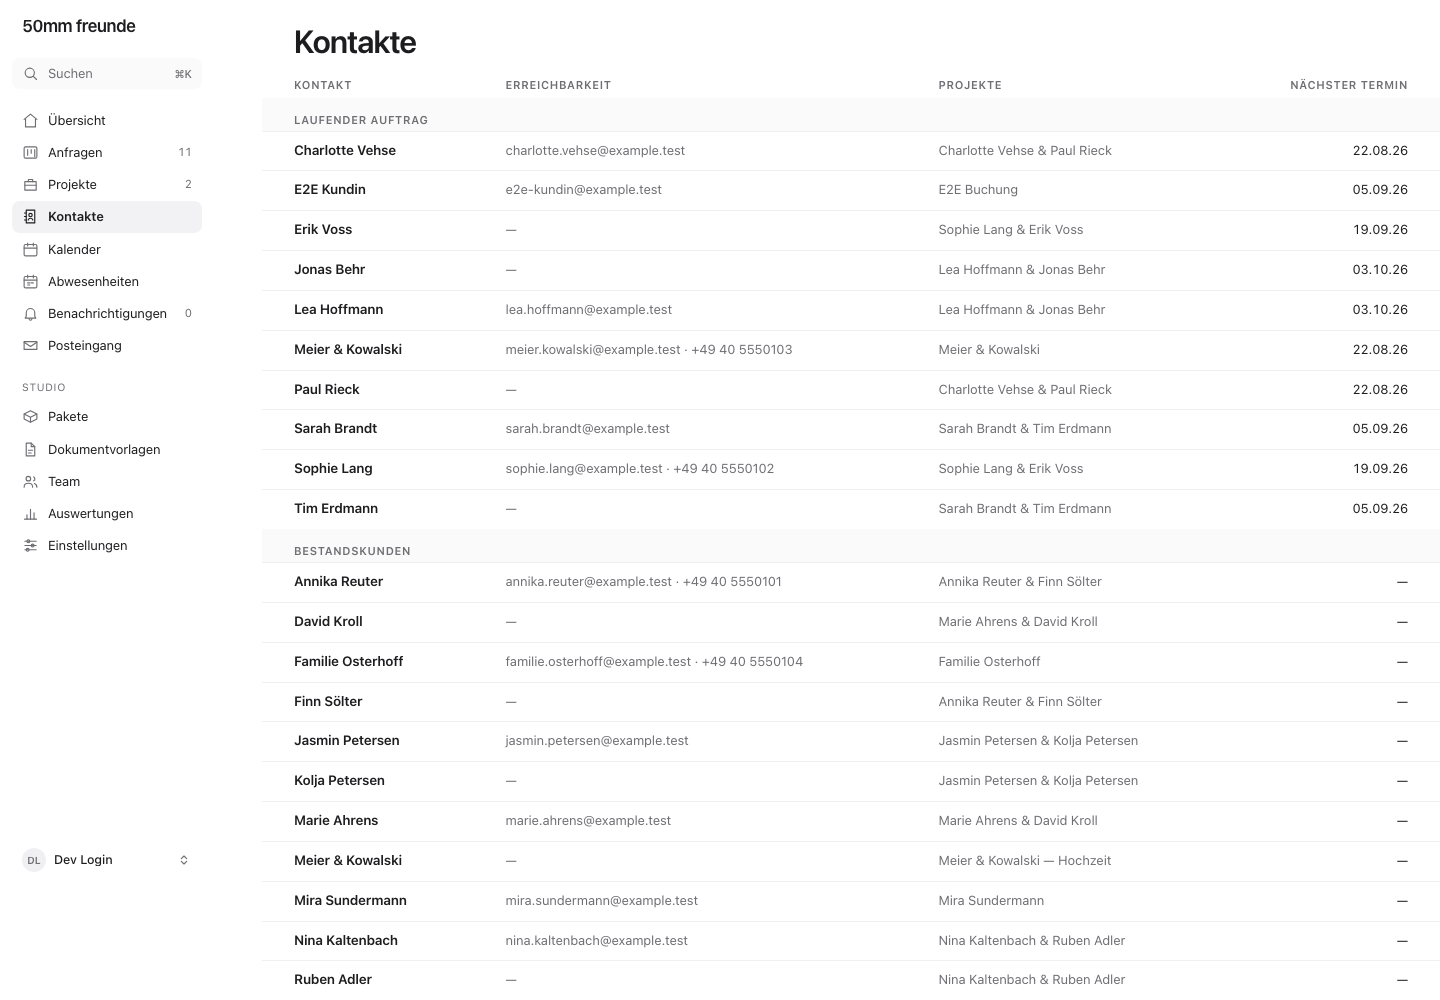 50mm freunde
Suchen ⌘K
Übersicht
Anfragen 11
Projekte 2
Kontakte
Kalender
Abwesenheiten
Benachrichtigungen 0
Posteingang
STUDIO
Pakete
Dokumentvorlagen
Team
Auswertungen
Einstellungen
DL Dev Login
Kontakte
KONTAKT ERREICHBARKEIT PROJEKTE NÄCHSTER TERMIN
LAUFENDER AUFTRAG
Charlotte Vehse charlotte.vehse@example.test Charlotte Vehse & Paul Rieck 22.08.26
E2E Kundin e2e-kundin@example.test E2E Buchung 05.09.26
Erik Voss — Sophie Lang & Erik Voss 19.09.26
Jonas Behr — Lea Hoffmann & Jonas Behr 03.10.26
Lea Hoffmann lea.hoffmann@example.test Lea Hoffmann & Jonas Behr 03.10.26
Meier & Kowalski meier.kowalski@example.test · +49 40 5550103 Meier & Kowalski 22.08.26
Paul Rieck — Charlotte Vehse & Paul Rieck 22.08.26
Sarah Brandt sarah.brandt@example.test Sarah Brandt & Tim Erdmann 05.09.26
Sophie Lang sophie.lang@example.test · +49 40 5550102 Sophie Lang & Erik Voss 19.09.26
Tim Erdmann — Sarah Brandt & Tim Erdmann 05.09.26
BESTANDSKUNDEN
Annika Reuter annika.reuter@example.test · +49 40 5550101 Annika Reuter & Finn Sölter —
David Kroll — Marie Ahrens & David Kroll —
Familie Osterhoff familie.osterhoff@example.test · +49 40 5550104 Familie Osterhoff —
Finn Sölter — Annika Reuter & Finn Sölter —
Jasmin Petersen jasmin.petersen@example.test Jasmin Petersen & Kolja Petersen —
Kolja Petersen — Jasmin Petersen & Kolja Petersen —
Marie Ahrens marie.ahrens@example.test Marie Ahrens & David Kroll —
Meier & Kowalski — Meier & Kowalski — Hochzeit —
Mira Sundermann mira.sundermann@example.test Mira Sundermann —
Nina Kaltenbach nina.kaltenbach@example.test Nina Kaltenbach & Ruben Adler —
Ruben Adler — Nina Kaltenbach & Ruben Adler —